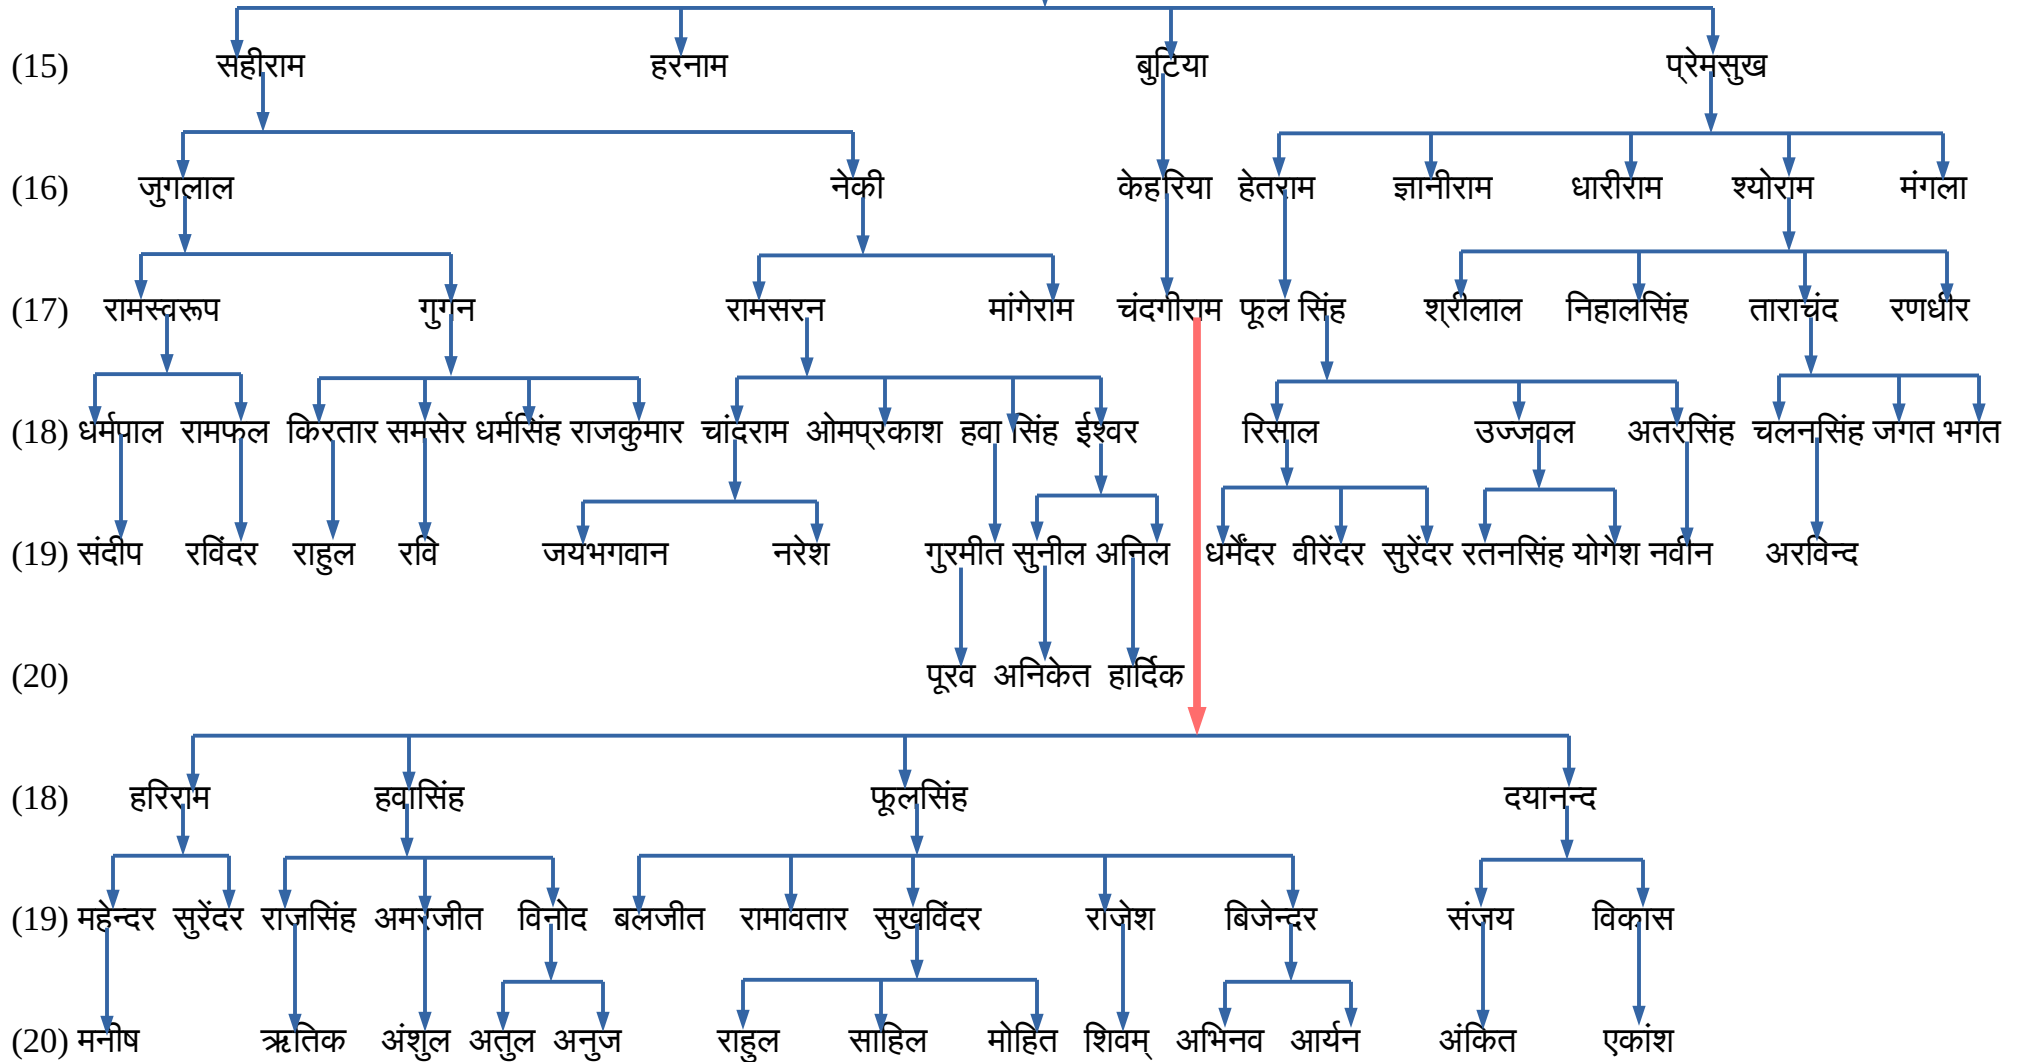 (15) सहीराम हरनाम बुटिया प्रेमसुख
(16) जुगलाल नेकी केहरिया हेतराम ज्ञानीराम धारीराम श्योराम मंगला
(17) रामस्वरूप गुगन रामसरन मांगेराम चंदगीराम फूल सिंह श्रीलाल निहालसिंह ताराचंद रणधीर
(18) धर्मपाल रामफल किरतार समसेर धर्मसिंह राजकुमार चांदराम ओमप्रकाश हवा सिंह ईश्वर रिसाल उज्जवल अतरसिंह चलनसिंह जगत भगत
(19) संदीप रविंदर राहुल रवि जयभगवान नरेश गुरमीत सुनील अनिल धर्मेंदर वीरेंदर सुरेंदर रतनसिंह योगेश नवीन अरविन्द
(20) पूरव अनिकेत हार्दिक
(18) हरिराम हवासिंह फूलसिंह दयानन्द
(19) महेन्दर सुरेंदर राजसिंह अमरजीत विनोद बलजीत रामावतार सुखविंदर राजेश बिजेन्दर संजय विकास
(20) मनीष ऋतिक अंशुल अतुल अनुज राहुल साहिल मोहित शिवम् अभिनव आर्यन अंकित एकांश